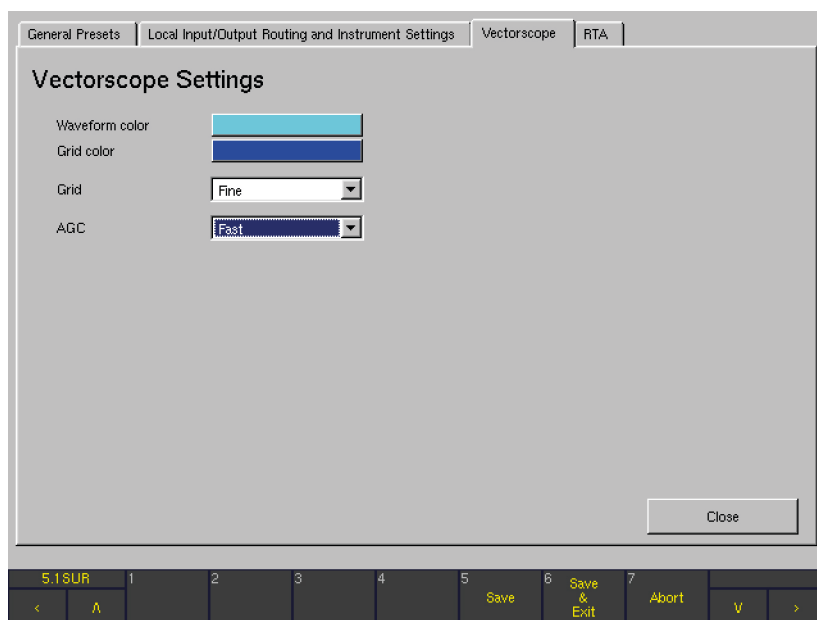 General Presets Local Input/Output Routing and Instrument Settings Vectorscope RTA
Vectorscope Settings
Waveform color
Grid color
Grid Fine
AGC Fast
Close
5.1SUR 1 2 3 4 5 Save 6 Save & Exit 7 Abort
< Λ V >